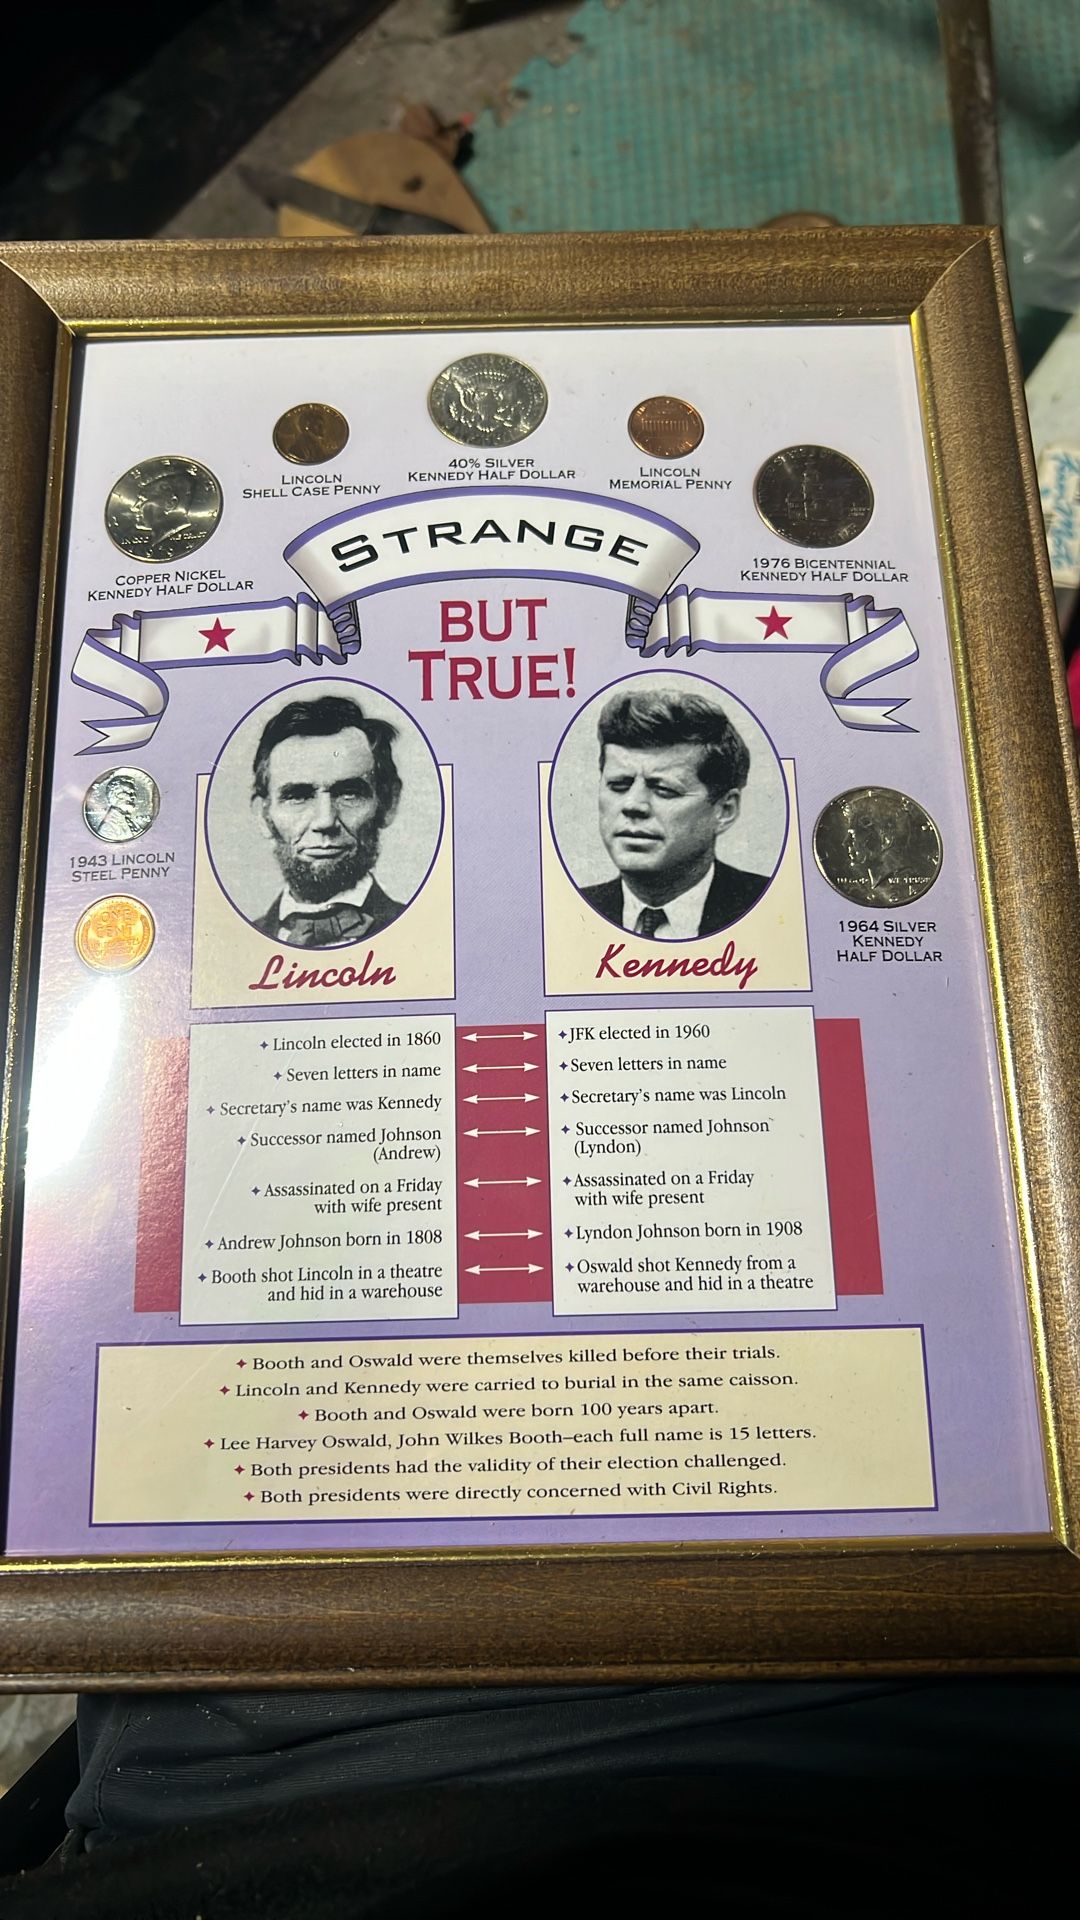 LINCOLN
SHELL CASE PENNY
40% SILVER
KENNEDY HALF DOLLAR
LINCOLN
MEMORIAL PENNY
COPPER NICKEL
KENNEDY HALF DOLLAR
1976 BICENTENNIAL
KENNEDY HALF DOLLAR
STRANGE
BUT
TRUE!
1943 LINCOLN
STEEL PENNY
ONE
CENT
IN GOD WE TRUST
1964 SILVER
KENNEDY
HALF DOLLAR
Lincoln
Kennedy
✦ Lincoln elected in 1860
✦ JFK elected in 1960
✦ Seven letters in name
✦ Seven letters in name
✦ Secretary's name was Kennedy
✦ Secretary's name was Lincoln
✦ Successor named Johnson
(Andrew)
✦ Successor named Johnson
(Lyndon)
✦ Assassinated on a Friday
with wife present
✦ Assassinated on a Friday
with wife present
✦ Andrew Johnson born in 1808
✦ Lyndon Johnson born in 1908
✦ Booth shot Lincoln in a theatre
and hid in a warehouse
✦ Oswald shot Kennedy from a
warehouse and hid in a theatre
✦ Booth and Oswald were themselves killed before their trials.
✦ Lincoln and Kennedy were carried to burial in the same caisson.
✦ Booth and Oswald were born 100 years apart.
✦ Lee Harvey Oswald, John Wilkes Booth–each full name is 15 letters.
✦ Both presidents had the validity of their election challenged.
✦ Both presidents were directly concerned with Civil Rights.